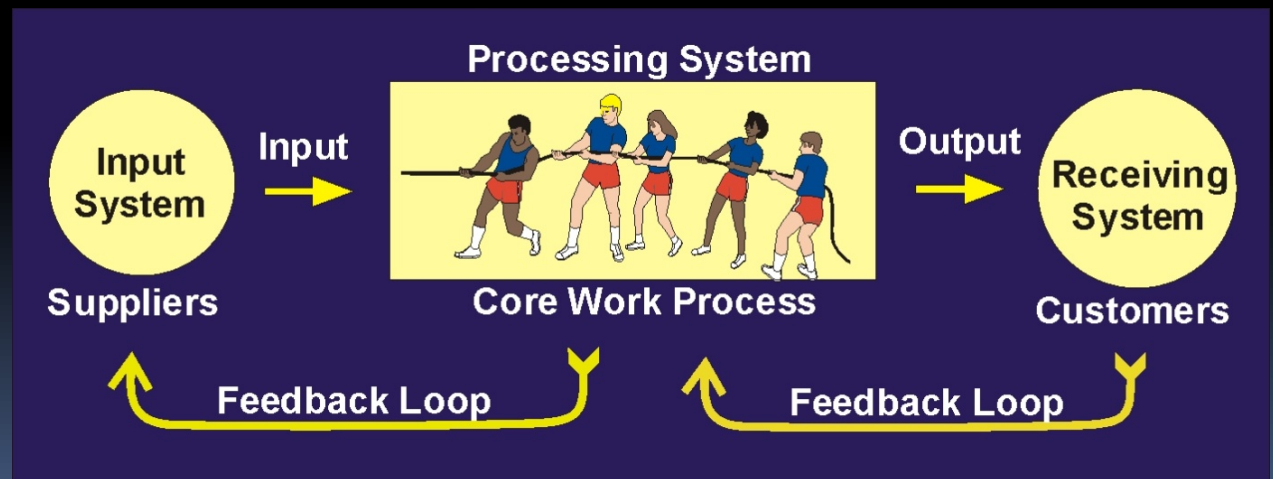 Processing System
Input
System
Input
Output
Receiving
System
Suppliers
Core Work Process
Customers
Feedback Loop
Feedback Loop